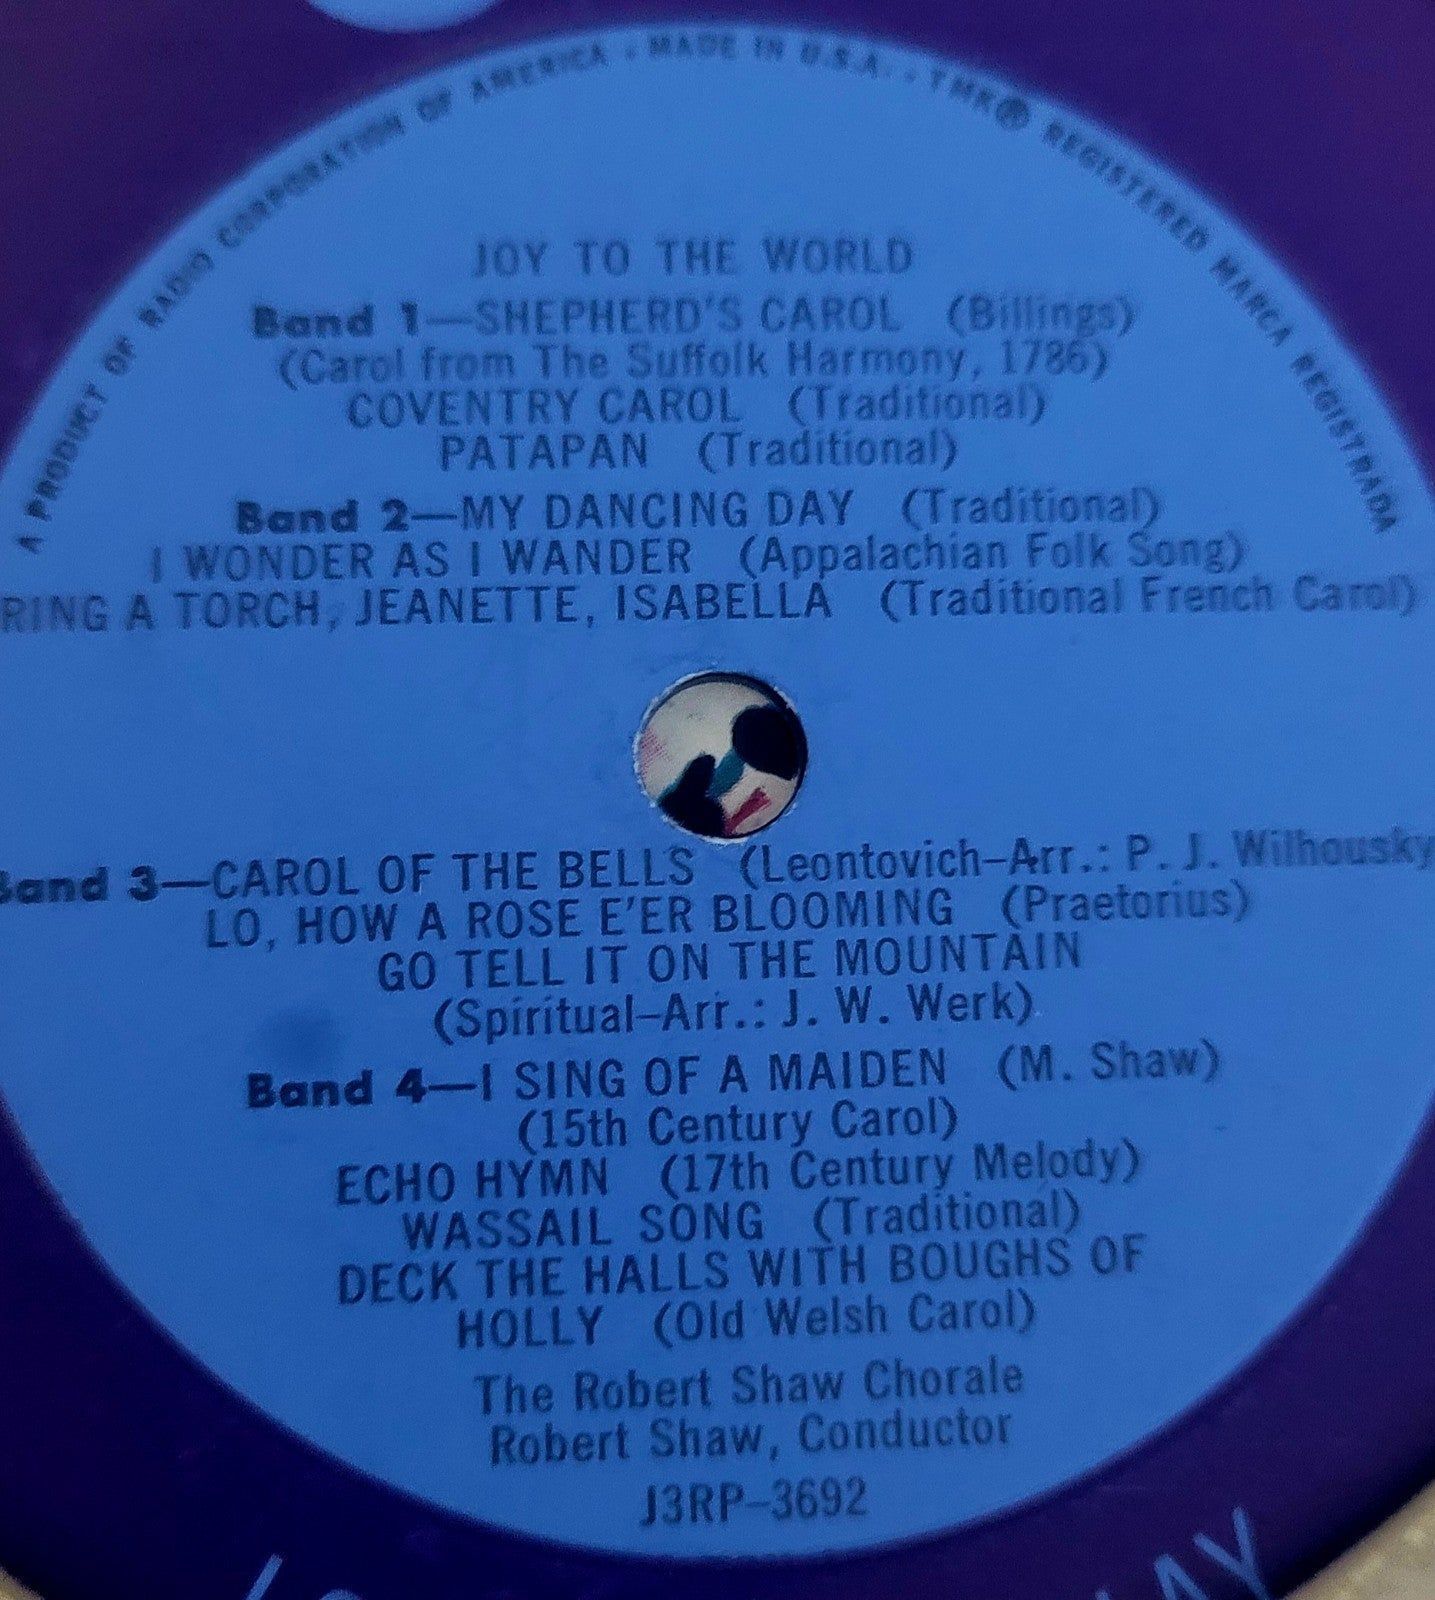 A PRODUCT OF RADIO CORPORATION OF AMERICA • MADE IN U.S.A. • TMK ® REGISTERED MARCA REGISTRADA
JOY TO THE WORLD
Band 1—SHEPHERD'S CAROL (Billings)
(Carol from The Suffolk Harmony, 1786)
COVENTRY CAROL (Traditional)
PATAPAN (Traditional)
Band 2—MY DANCING DAY (Traditional)
I WONDER AS I WANDER (Appalachian Folk Song)
RING A TORCH, JEANETTE, ISABELLA (Traditional French Carol)
Band 3—CAROL OF THE BELLS (Leontovich–Arr.: P. J. Wilhousky
LO, HOW A ROSE E'ER BLOOMING (Praetorius)
GO TELL IT ON THE MOUNTAIN
(Spiritual–Arr.: J. W. Werk)
Band 4—I SING OF A MAIDEN (M. Shaw)
(15th Century Carol)
ECHO HYMN (17th Century Melody)
WASSAIL SONG (Traditional)
DECK THE HALLS WITH BOUGHS OF
HOLLY (Old Welsh Carol)
The Robert Shaw Chorale
Robert Shaw, Conductor
J3RP–3692